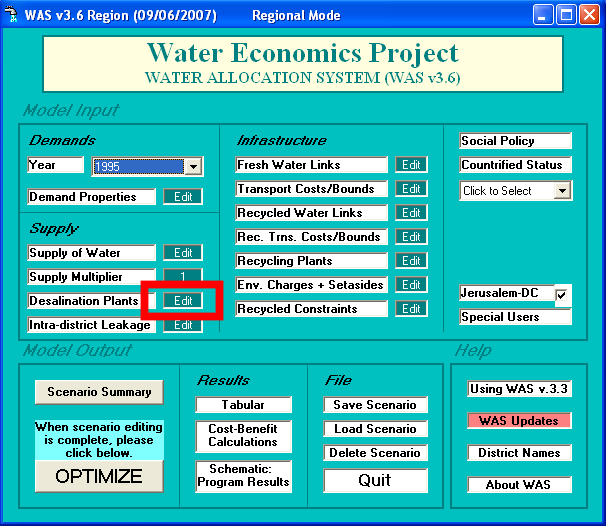 WAS v3.6 Region (09/06/2007) Regional Mode
Water Economics Project
WATER ALLOCATION SYSTEM (WAS v3.6)
Model Input
Demands
Year 1995
Demand Properties Edit
Supply
Supply of Water Edit
Supply Multiplier 1
Desalination Plants Edit
Intra-district Leakage Edit
Infrastructure
Fresh Water Links Edit
Transport Costs/Bounds Edit
Recycled Water Links Edit
Rec. Trns. Costs/Bounds Edit
Recycling Plants Edit
Env. Charges + Setasides Edit
Recycled Constraints Edit
Social Policy
Countrified Status
Click to Select
Jerusalem-DC
Special Users
Model Output
Scenario Summary
When scenario editing
is complete, please
click below.
OPTIMIZE
Results
Tabular
Cost-Benefit
Calculations
Schematic:
Program Results
File
Save Scenario
Load Scenario
Delete Scenario
Quit
Help
Using WAS v.3.3
WAS Updates
District Names
About WAS